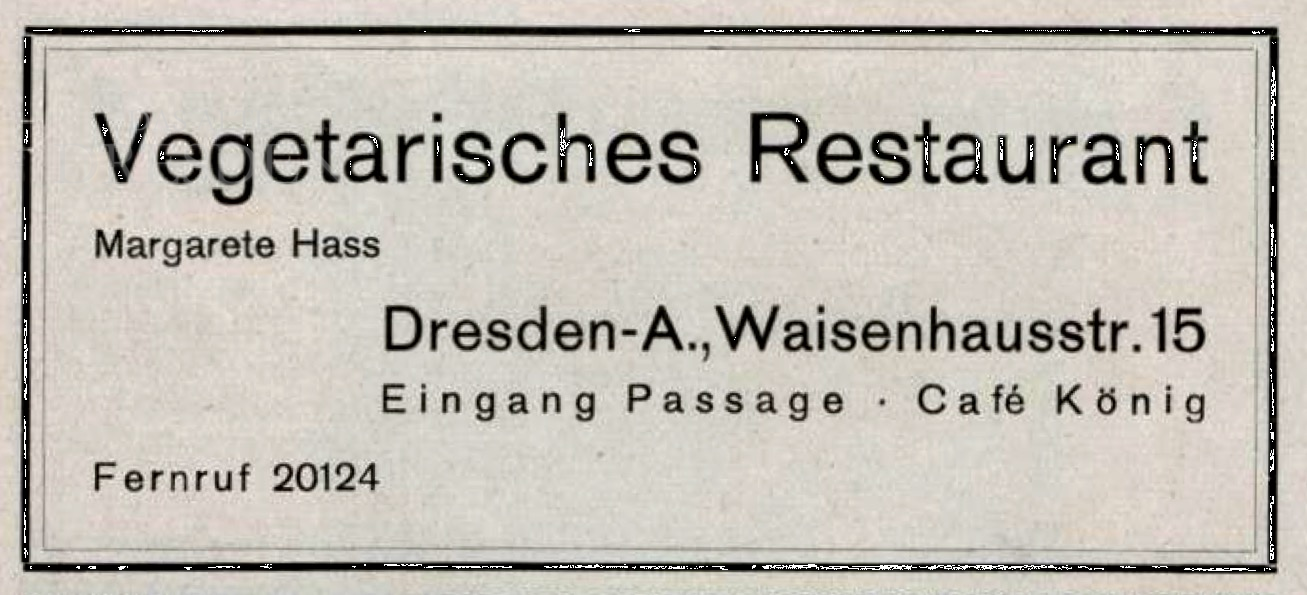 Vegetarisches Restaurant
Margarete Hass
Dresden-A., Waisenhausstr. 15
Eingang Passage · Café König
Fernruf 20124